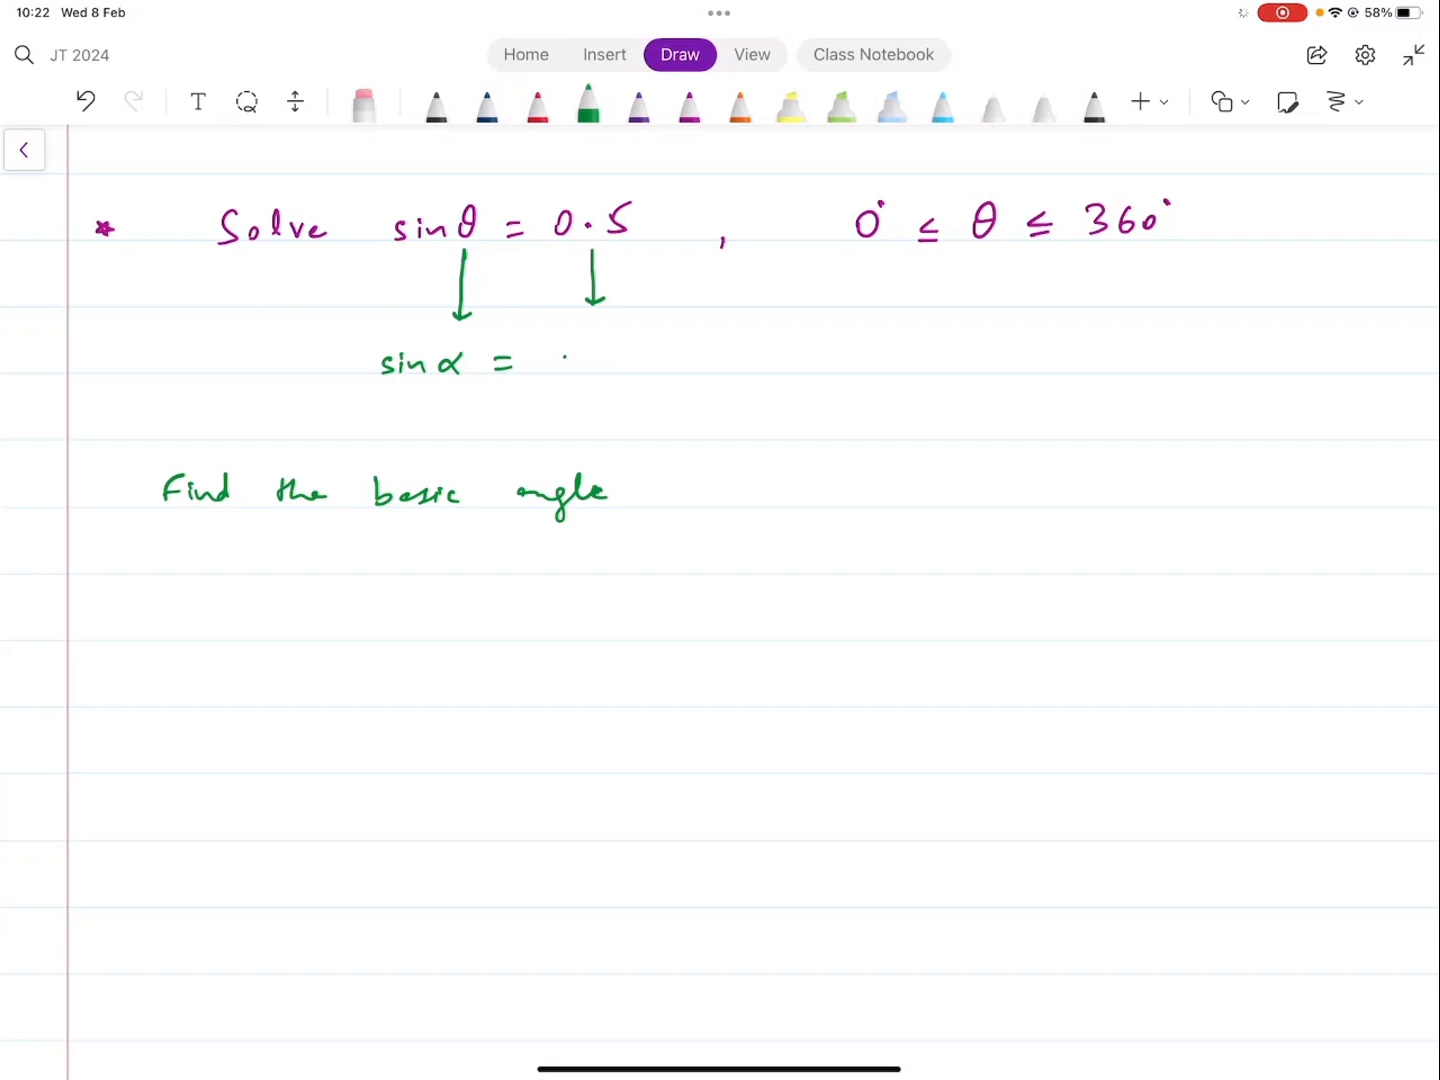 10:22 Wed 8 Feb
58%
JT 2024
Home Insert Draw View Class Notebook
T
* Solve sinθ = 0.5 , 0° ≤ θ ≤ 360°
sin α =
Find the basic angle